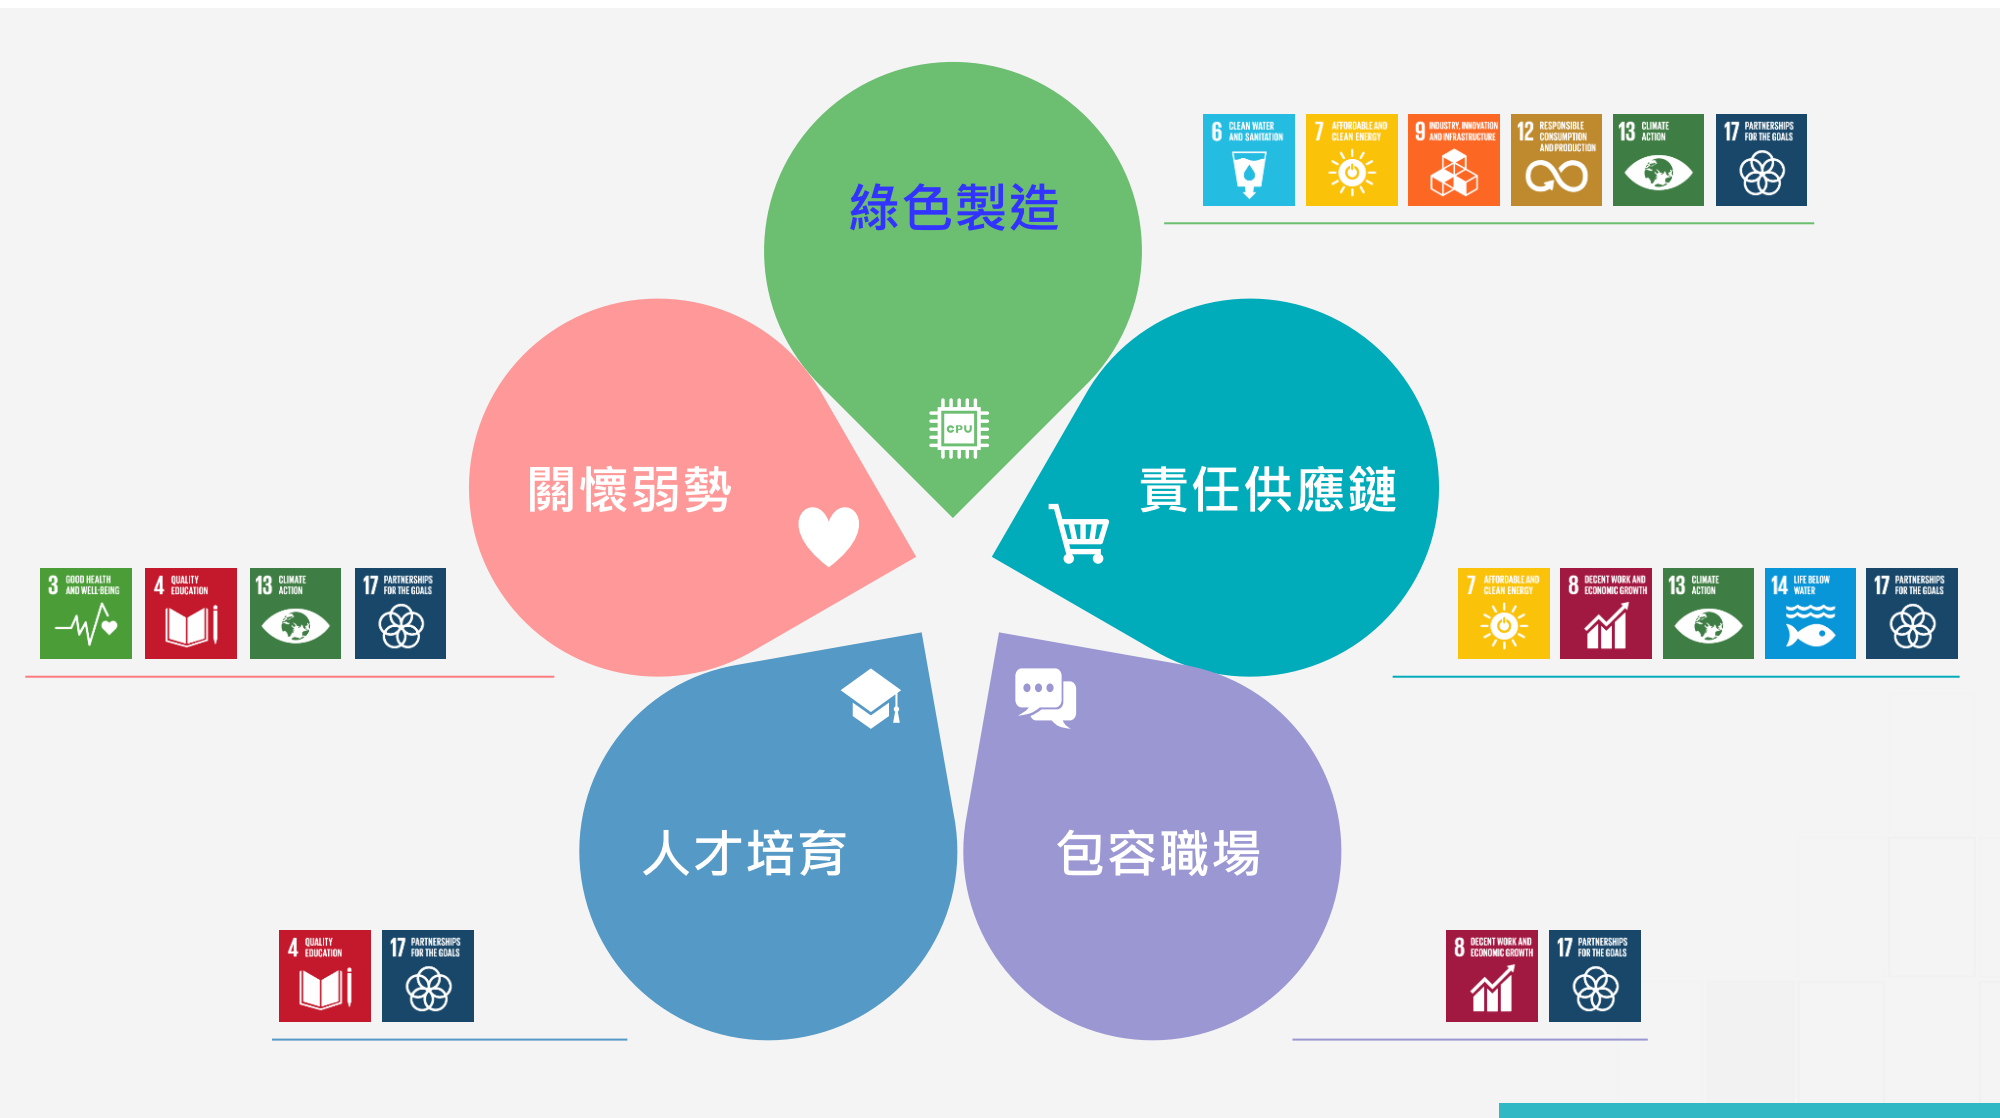 綠色製造
CPU
6 CLEAN WATER
AND SANITATION
7 AFFORDABLE AND
CLEAN ENERGY
9 INDUSTRY, INNOVATION
AND INFRASTRUCTURE
12 RESPONSIBLE
CONSUMPTION
AND PRODUCTION
13 CLIMATE
ACTION
17 PARTNERSHIPS
FOR THE GOALS
關懷弱勢
3 GOOD HEALTH
AND WELL-BEING
4 QUALITY
EDUCATION
13 CLIMATE
ACTION
17 PARTNERSHIPS
FOR THE GOALS
責任供應鏈
7 AFFORDABLE AND
CLEAN ENERGY
8 DECENT WORK AND
ECONOMIC GROWTH
13 CLIMATE
ACTION
14 LIFE BELOW
WATER
17 PARTNERSHIPS
FOR THE GOALS
人才培育
4 QUALITY
EDUCATION
17 PARTNERSHIPS
FOR THE GOALS
包容職場
8 DECENT WORK AND
ECONOMIC GROWTH
17 PARTNERSHIPS
FOR THE GOALS